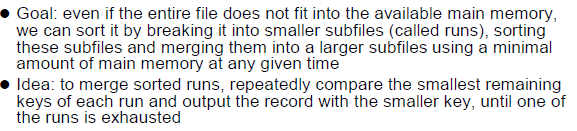 ● Goal: even if the entire file does not fit into the available main memory,
we can sort it by breaking it into smaller subfiles (called runs), sorting
these subfiles and merging them into a larger subfiles using a minimal
amount of main memory at any given time
● Idea: to merge sorted runs, repeatedly compare the smallest remaining
keys of each run and output the record with the smaller key, until one of
the runs is exhausted